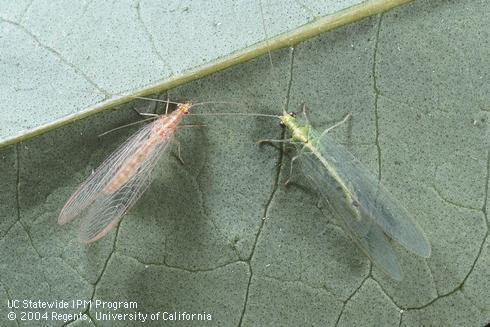 UC Statewide IPM Program
© 2004 Regents, University of California